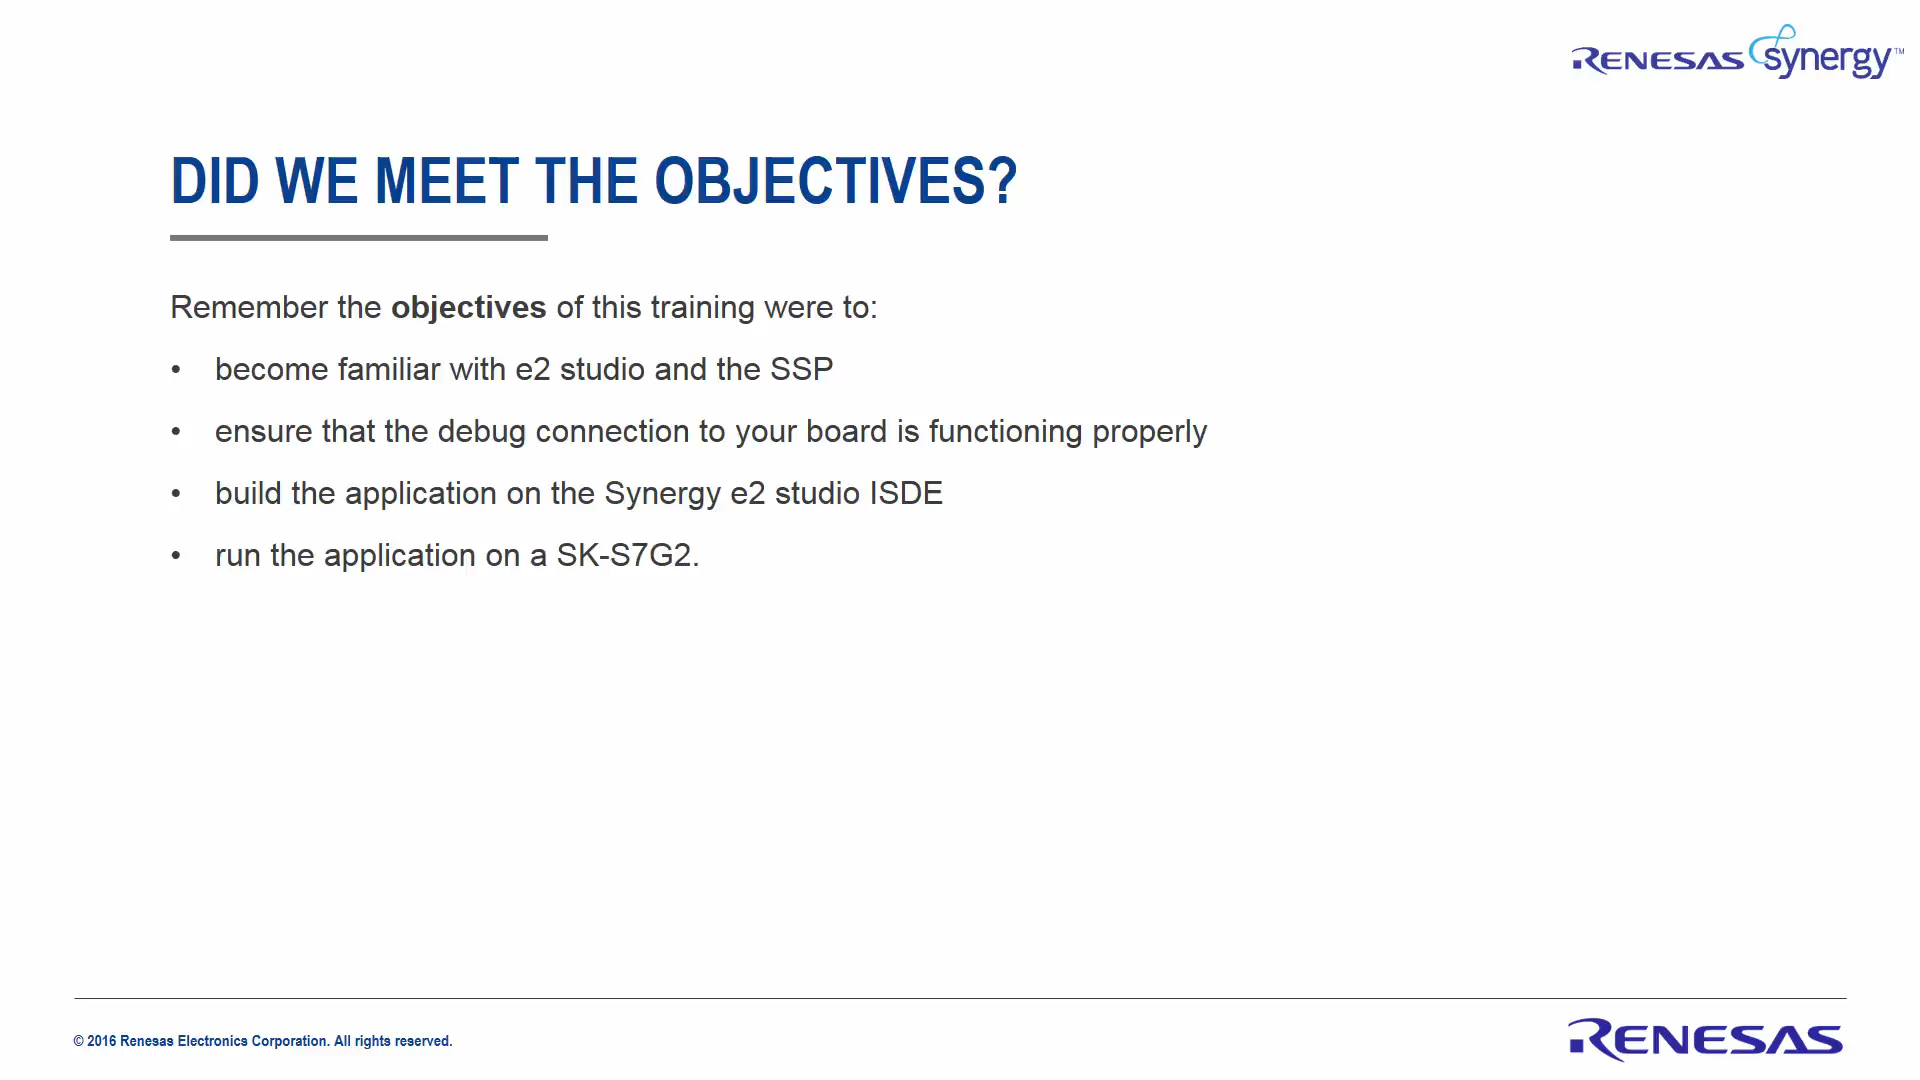 RENESAS synergy™
DID WE MEET THE OBJECTIVES?
Remember the objectives of this training were to:
• become familiar with e2 studio and the SSP
• ensure that the debug connection to your board is functioning properly
• build the application on the Synergy e2 studio ISDE
• run the application on a SK-S7G2.
© 2016 Renesas Electronics Corporation. All rights reserved.
RENESAS